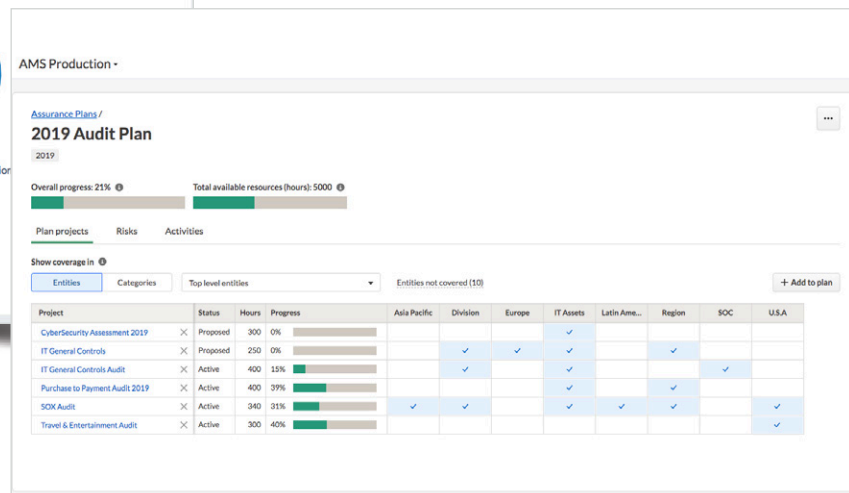 AMS Production
Assurance Plans /
2019 Audit Plan
...
2019
Overall progress: 21% Total available resources (hours): 5000
Plan projects Risks Activities
Show coverage in
Entities Categories Top level entities Entities not covered (10) + Add to plan
Project Status Hours Progress Asia Pacific Division Europe IT Assets Latin Ame... Region SOC U.S.A
CyberSecurity Assessment 2019 Proposed 300 0%
IT General Controls Proposed 250 0%
IT General Controls Audit Active 400 15%
Purchase to Payment Audit 2019 Active 400 39%
SOX Audit Active 340 31%
Travel & Entertainment Audit Active 300 40%